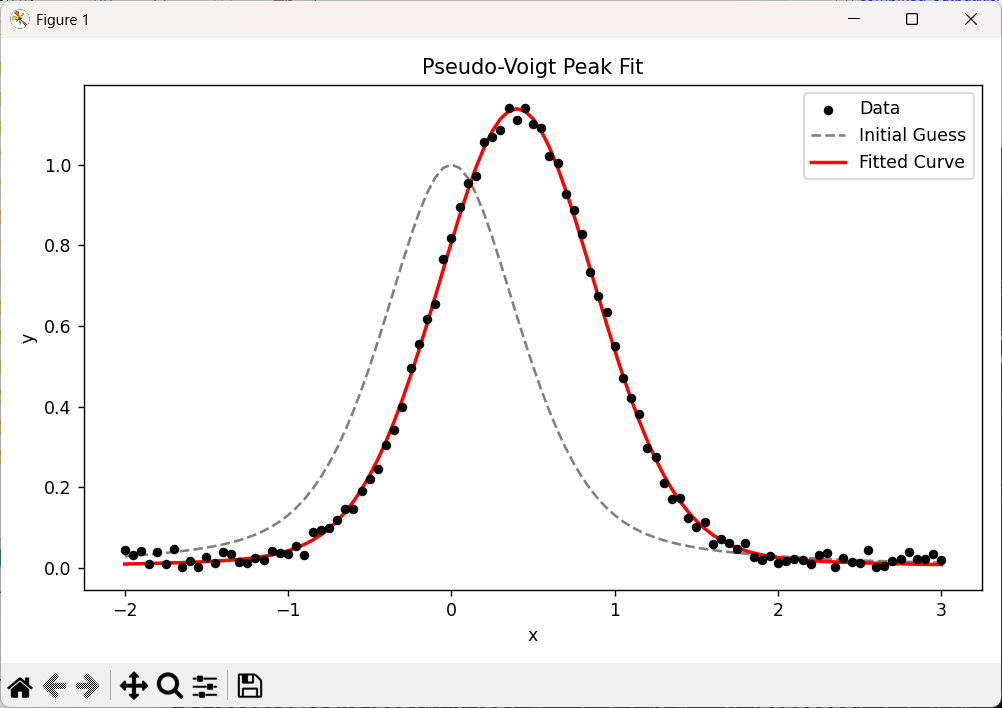 Figure 1
Pseudo-Voigt Peak Fit
Data
Initial Guess
Fitted Curve
1.0
0.8
0.6
0.4
0.2
0.0
y
−2 −1 0 1 2 3
x